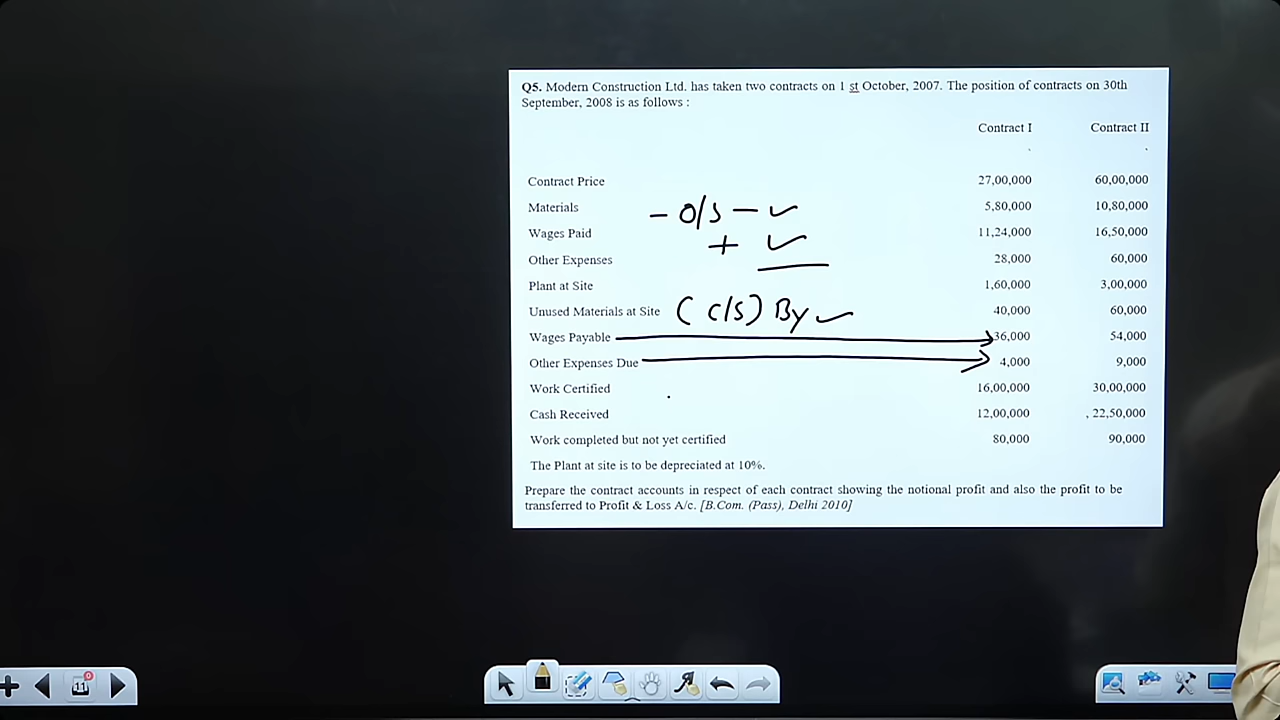 Q5. Modern Construction Ltd. has taken two contracts on 1 st October, 2007. The position of contracts on 30th
September, 2008 is as follows :
Contract I Contract II
Contract Price 27,00,000 60,00,000
Materials - O/S - ✓ 5,80,000 10,80,000
Wages Paid + ✓ 11,24,000 16,50,000
Other Expenses 28,000 60,000
Plant at Site 1,60,000 3,00,000
Unused Materials at Site (C/S) By ✓ 40,000 60,000
Wages Payable 36,000 54,000
Other Expenses Due 4,000 9,000
Work Certified 16,00,000 30,00,000
Cash Received 12,00,000 22,50,000
Work completed but not yet certified 80,000 90,000
The Plant at site is to be depreciated at 10%.
Prepare the contract accounts in respect of each contract showing the notional profit and also the profit to be
transferred to Profit & Loss A/c. [B.Com. (Pass), Delhi 2010]
11
0